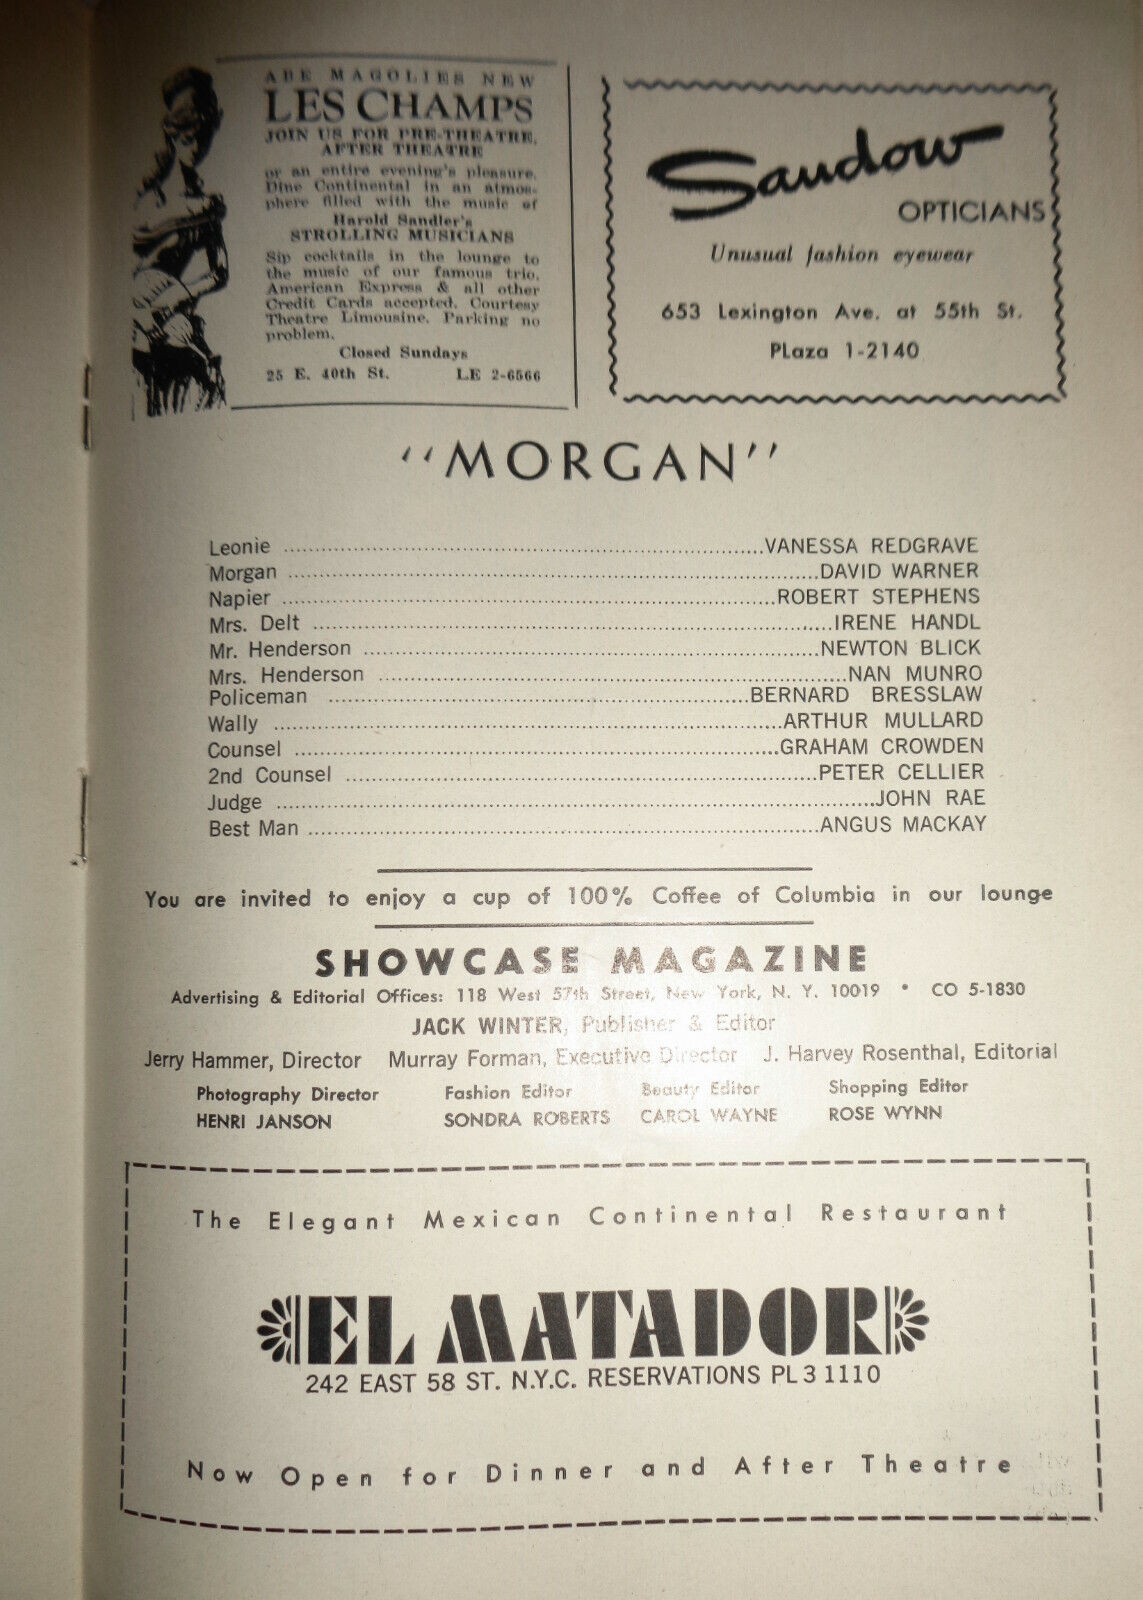 ABE MAGOLIES NEW
LES CHAMPS
JOIN US FOR PRE-THEATRE,
AFTER THEATRE
or an entire evening's pleasure.
Dine Continental in an atmos-
phere filled with the music of
Harold Sandler's
STROLLING MUSICIANS
Sip cocktails in the lounge to
the music of our famous trio.
American Express & all other
Credit Cards accepted. Courtesy
Theatre Limousine. Parking no
problem.
Closed Sundays
25 E. 40th St. LE 2-6566
Saudow
OPTICIANS
Unusual fashion eyewear
653 Lexington Ave. at 55th St.
PLaza 1-2140
"MORGAN"
Leonie ........ VANESSA REDGRAVE
Morgan ........ DAVID WARNER
Napier ........ ROBERT STEPHENS
Mrs. Delt ........ IRENE HANDL
Mr. Henderson ........ NEWTON BLICK
Mrs. Henderson ........ NAN MUNRO
Policeman ........ BERNARD BRESSLAW
Wally ........ ARTHUR MULLARD
Counsel ........ GRAHAM CROWDEN
2nd Counsel ........ PETER CELLIER
Judge ........ JOHN RAE
Best Man ........ ANGUS MACKAY
You are invited to enjoy a cup of 100% Coffee of Columbia in our lounge
SHOWCASE MAGAZINE
Advertising & Editorial Offices: 118 West 57th Street, New York, N. Y. 10019 • CO 5-1830
JACK WINTER, Publisher & Editor
Jerry Hammer, Director Murray Forman, Executive Director J. Harvey Rosenthal, Editorial
Photography Director Fashion Editor Beauty Editor Shopping Editor
HENRI JANSON SONDRA ROBERTS CAROL WAYNE ROSE WYNN
The Elegant Mexican Continental Restaurant
EL MATADOR
242 EAST 58 ST. N.Y.C. RESERVATIONS PL 3 1110
Now Open for Dinner and After Theatre